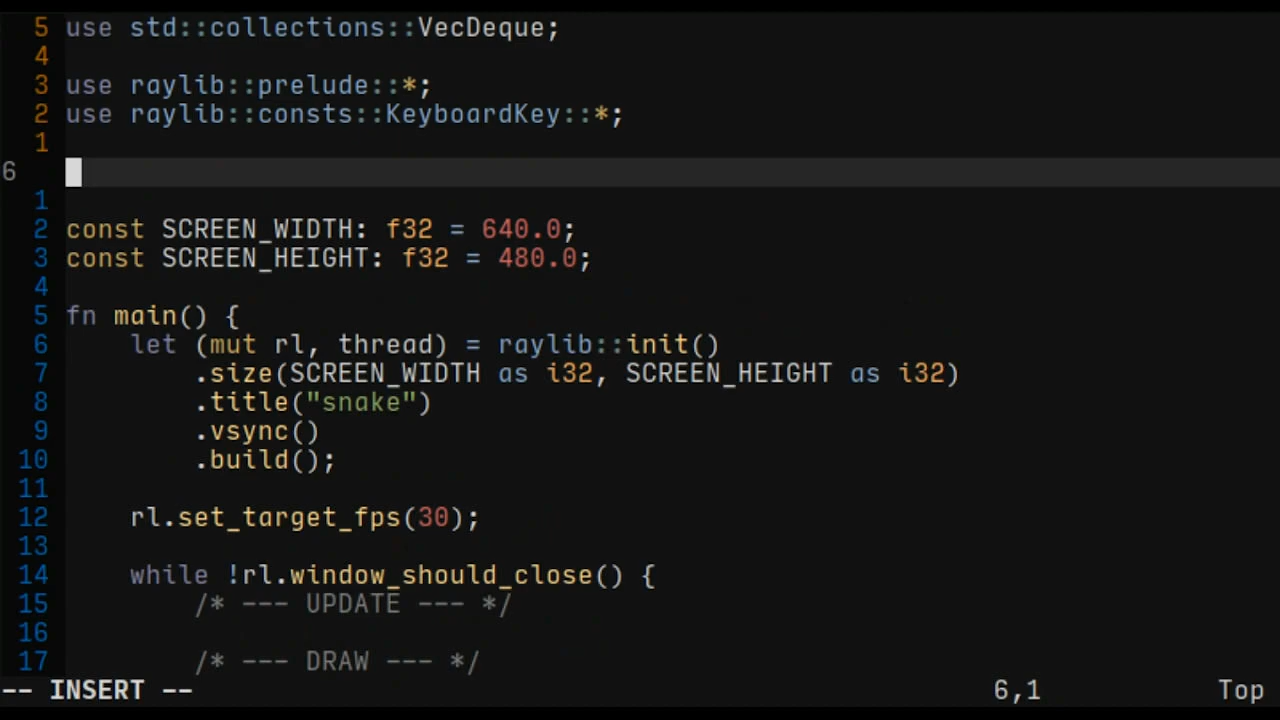 5 use std::collections::VecDeque;
4
3 use raylib::prelude::*;
2 use raylib::consts::KeyboardKey::*;
1
6
1
2 const SCREEN_WIDTH: f32 = 640.0;
3 const SCREEN_HEIGHT: f32 = 480.0;
4
5 fn main() {
6     let (mut rl, thread) = raylib::init()
7         .size(SCREEN_WIDTH as i32, SCREEN_HEIGHT as i32)
8         .title("snake")
9         .vsync()
10         .build();
11
12     rl.set_target_fps(30);
13
14     while !rl.window_should_close() {
15         /* --- UPDATE --- */
16
17         /* --- DRAW --- */
-- INSERT -- 6,1 Top